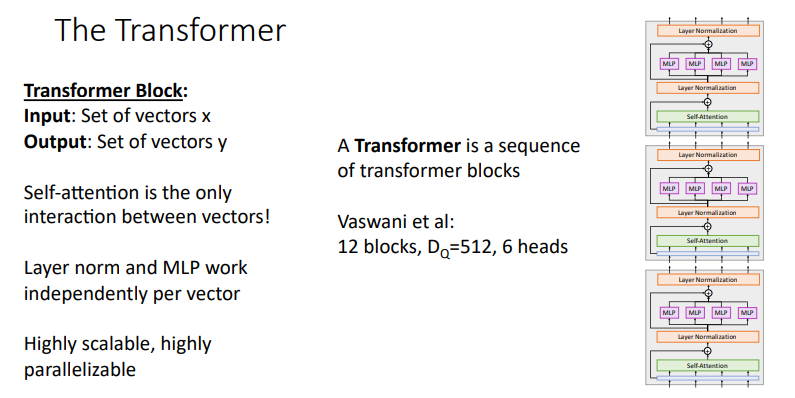 The Transformer
Transformer Block:
Input: Set of vectors x
Output: Set of vectors y
Self-attention is the only
interaction between vectors!
Layer norm and MLP work
independently per vector
Highly scalable, highly
parallelizable
A Transformer is a sequence
of transformer blocks
Vaswani et al:
12 blocks, D_Q=512, 6 heads
Layer Normalization
MLP MLP MLP MLP
Layer Normalization
Self-Attention
Layer Normalization
MLP MLP MLP MLP
Layer Normalization
Self-Attention
Layer Normalization
MLP MLP MLP MLP
Layer Normalization
Self-Attention